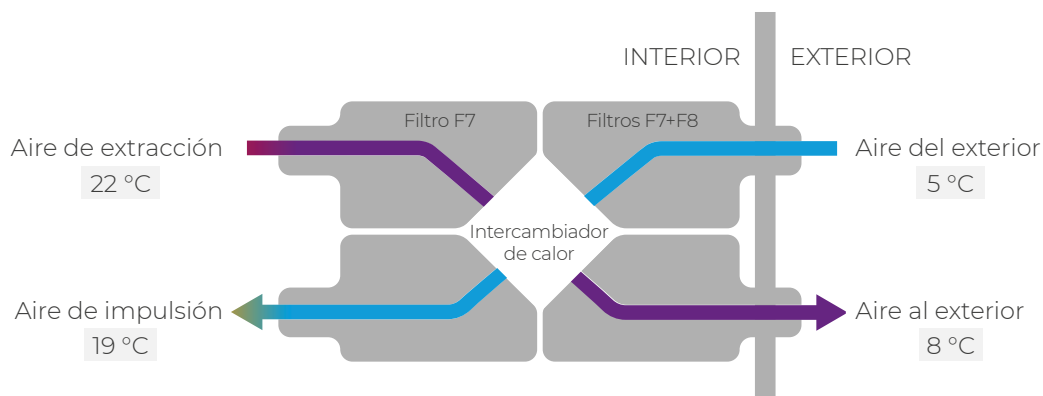 INTERIOR
EXTERIOR
Filtro F7
Filtros F7+F8
Aire de extracción
22 °C
Aire del exterior
5 °C
Intercambiador
de calor
Aire de impulsión
19 °C
Aire al exterior
8 °C